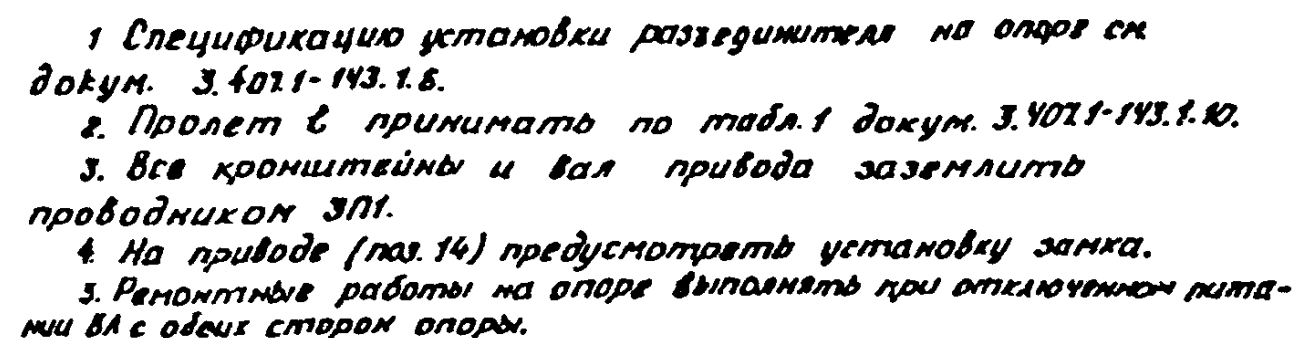 1 Спецификацию установки разъединителя на опоре см.
докум. 3.407.1-143.1.6.
2. Пролет ℓ принимать по табл. 1 докум. 3.407.1-143.1.10.
3. Все кронштейны и вал привода заземлить
проводником ЗП1.
4. На приводе (поз. 14) предусмотреть установку замка.
5. Ремонтные работы на опоре выполнять при отключенном пита-
нии ВЛ с обеих сторон опоры.